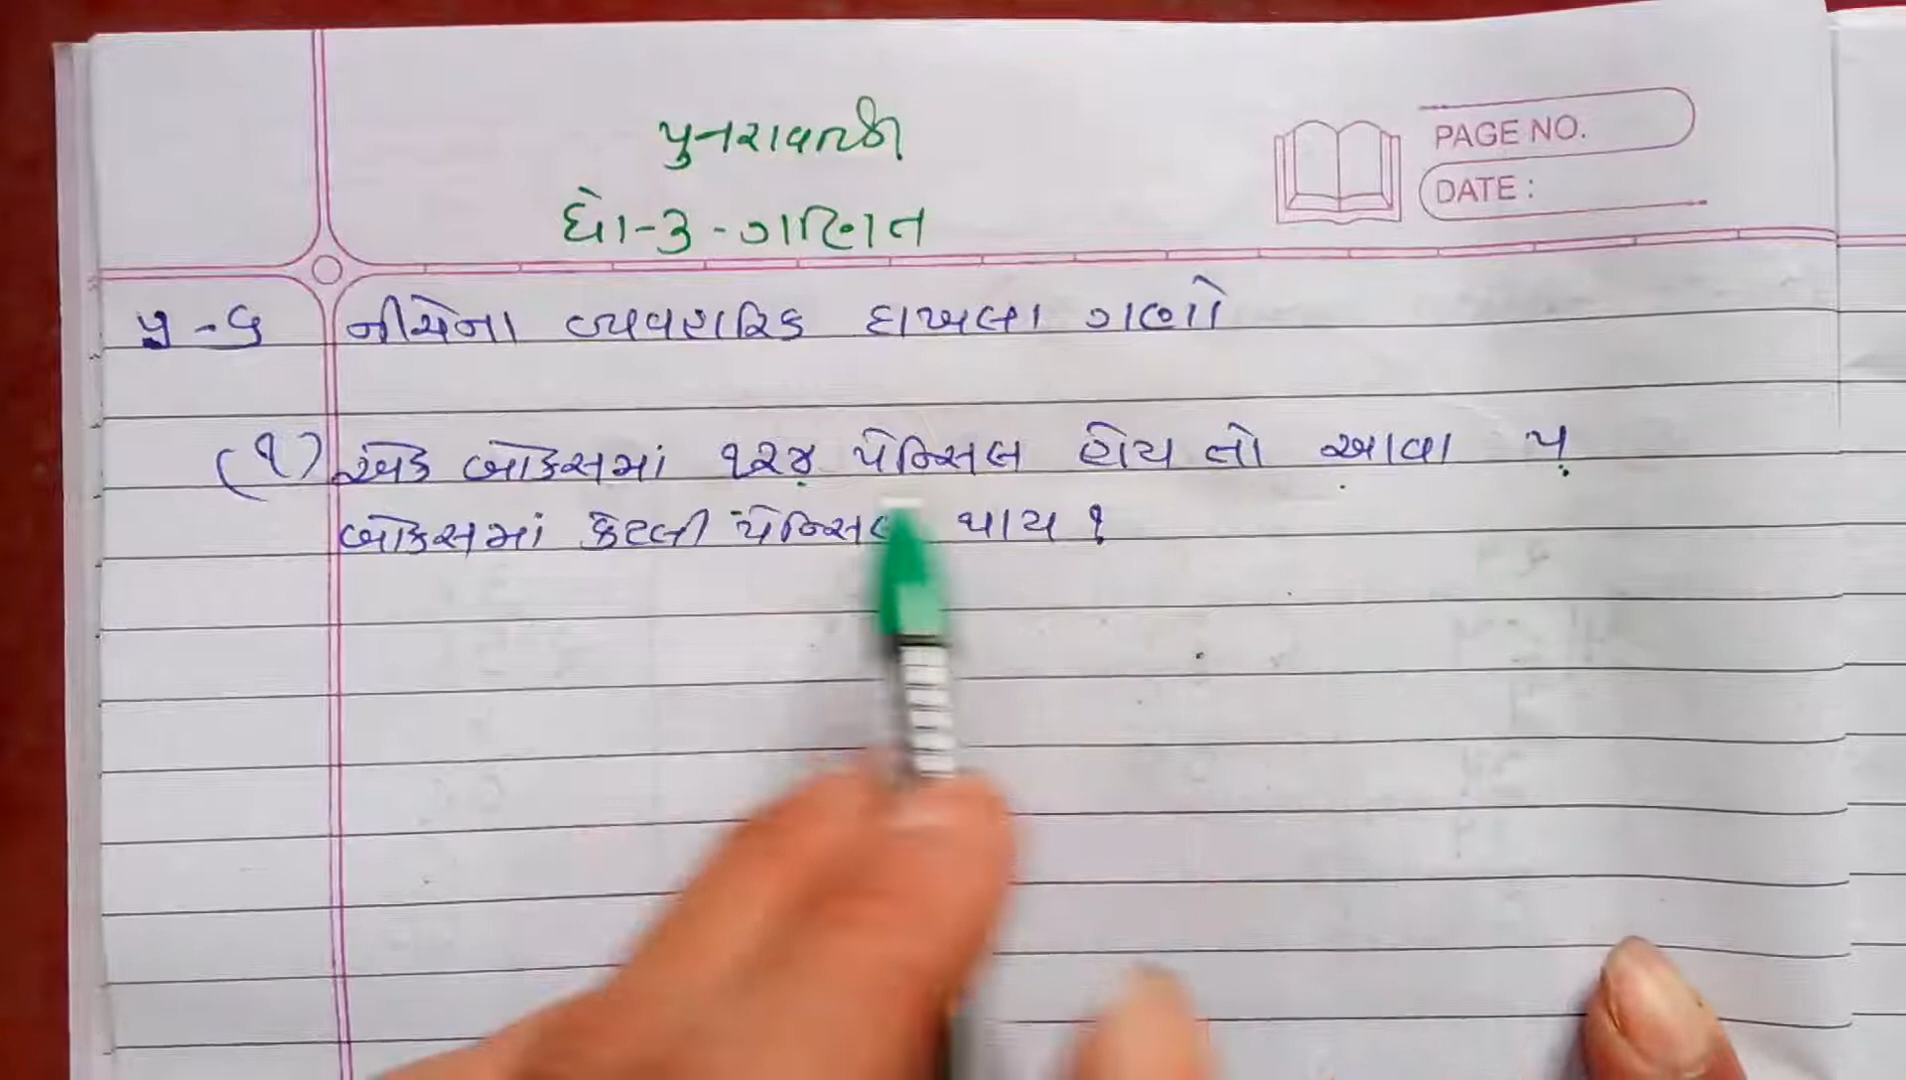 પુનરાવર્તન
ધો-૩-ગણિત
PAGE NO.
DATE :
પ્ર-૬ નીચેના વ્યવહારિક દાખલા ગણો
(૧) એક બોક્સમાં ૧૨૪ પેન્સિલ હોય તો આવા ૫
બોક્સમાં કેટલી પેન્સિલ થાય ?